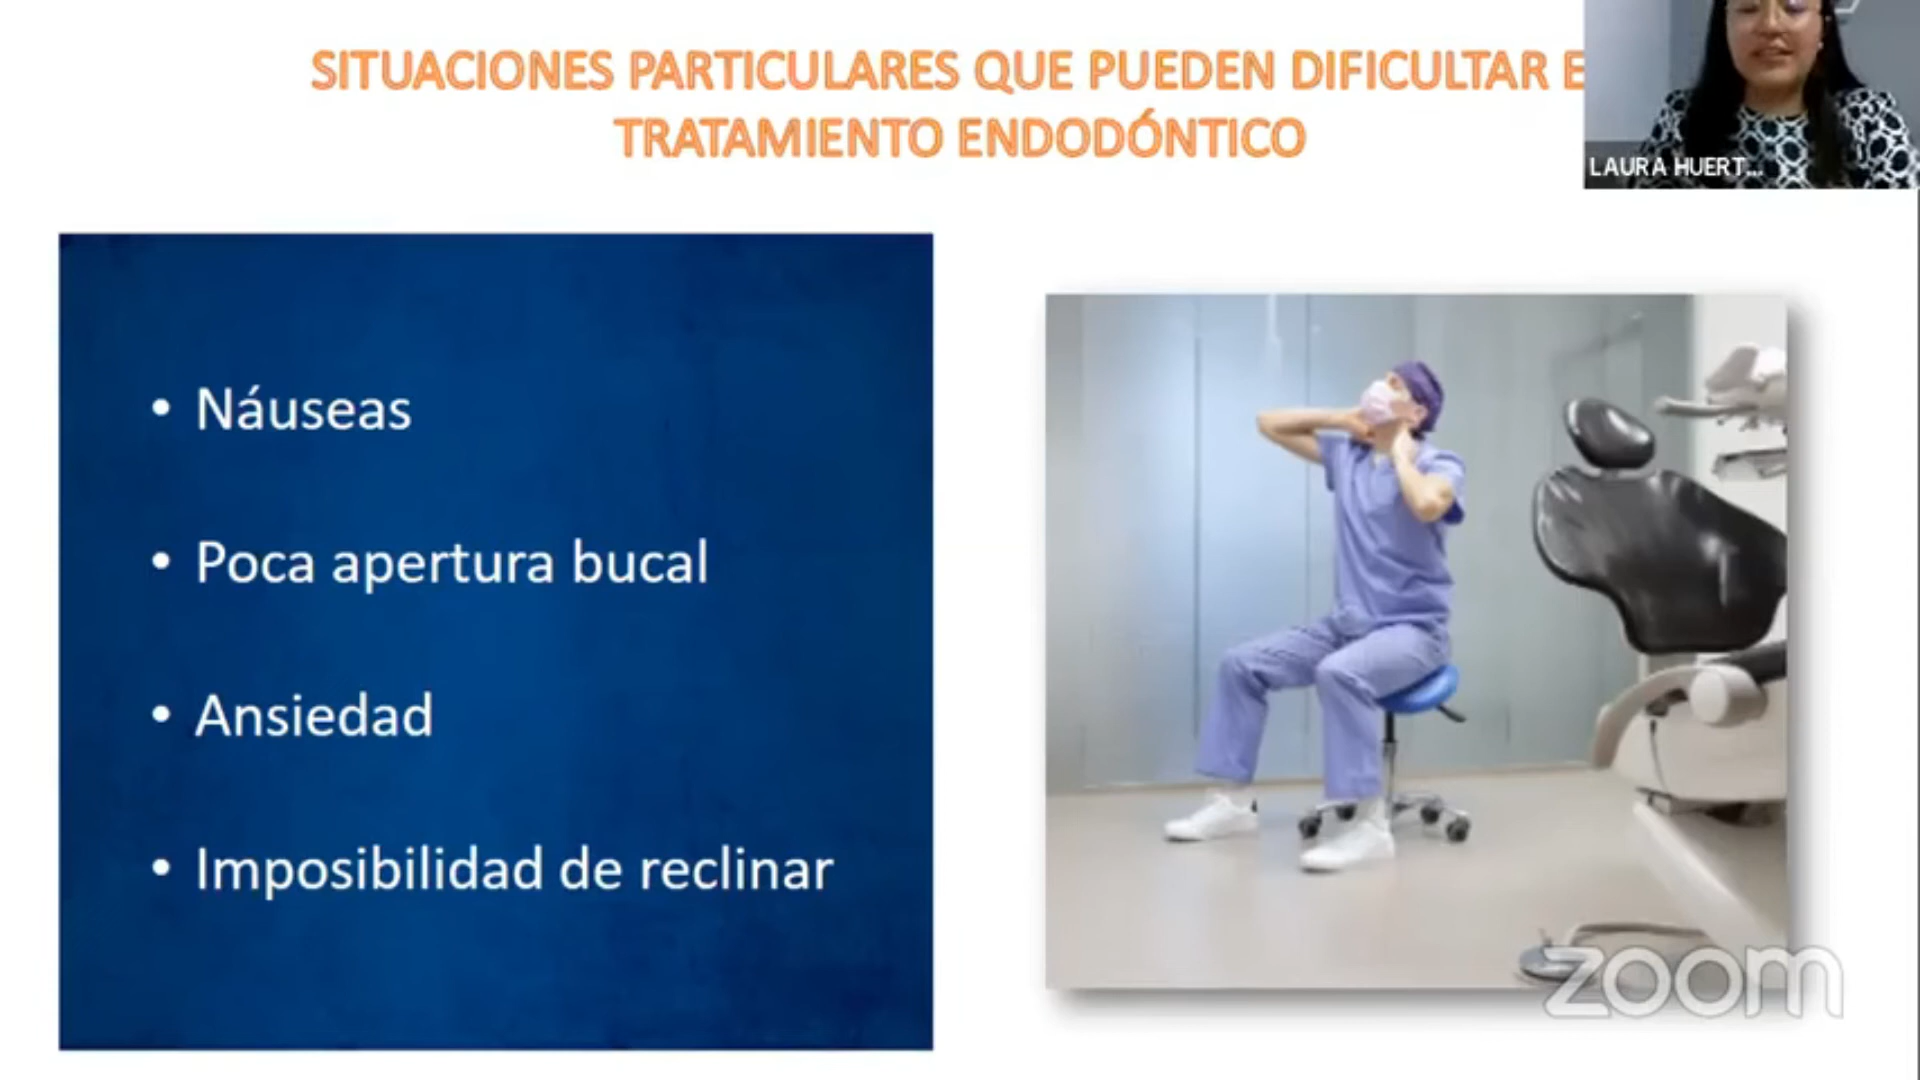 SITUACIONES PARTICULARES QUE PUEDEN DIFICULTAR E
TRATAMIENTO ENDODÓNTICO
LAURA HUERT...
• Náuseas
• Poca apertura bucal
• Ansiedad
• Imposibilidad de reclinar
zoom